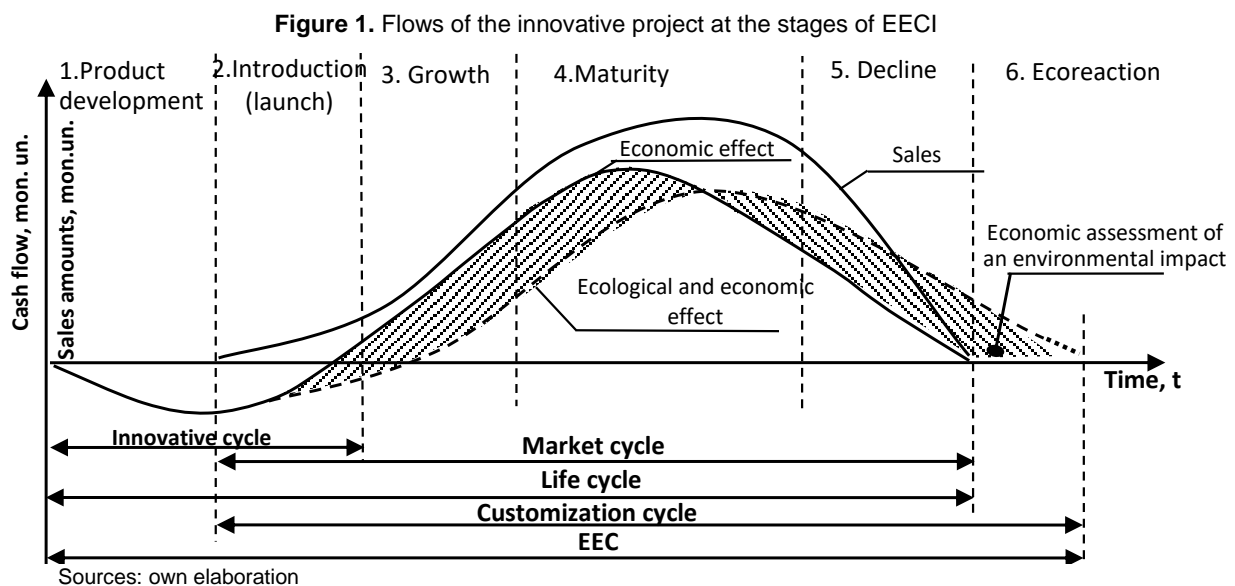 Figure 1. Flows of the innovative project at the stages of EECI
1.Product
development
2.Introduction
(launch)
3. Growth
4.Maturity
5. Decline
6. Ecoreaction
Cash flow, mon. un.
Sales amounts, mon.un.
Economic effect
Sales
Economic assessment of
an environmental impact
Ecological and economic
effect
Time, t
Innovative cycle
Market cycle
Life cycle
Customization cycle
EEC
Sources: own elaboration